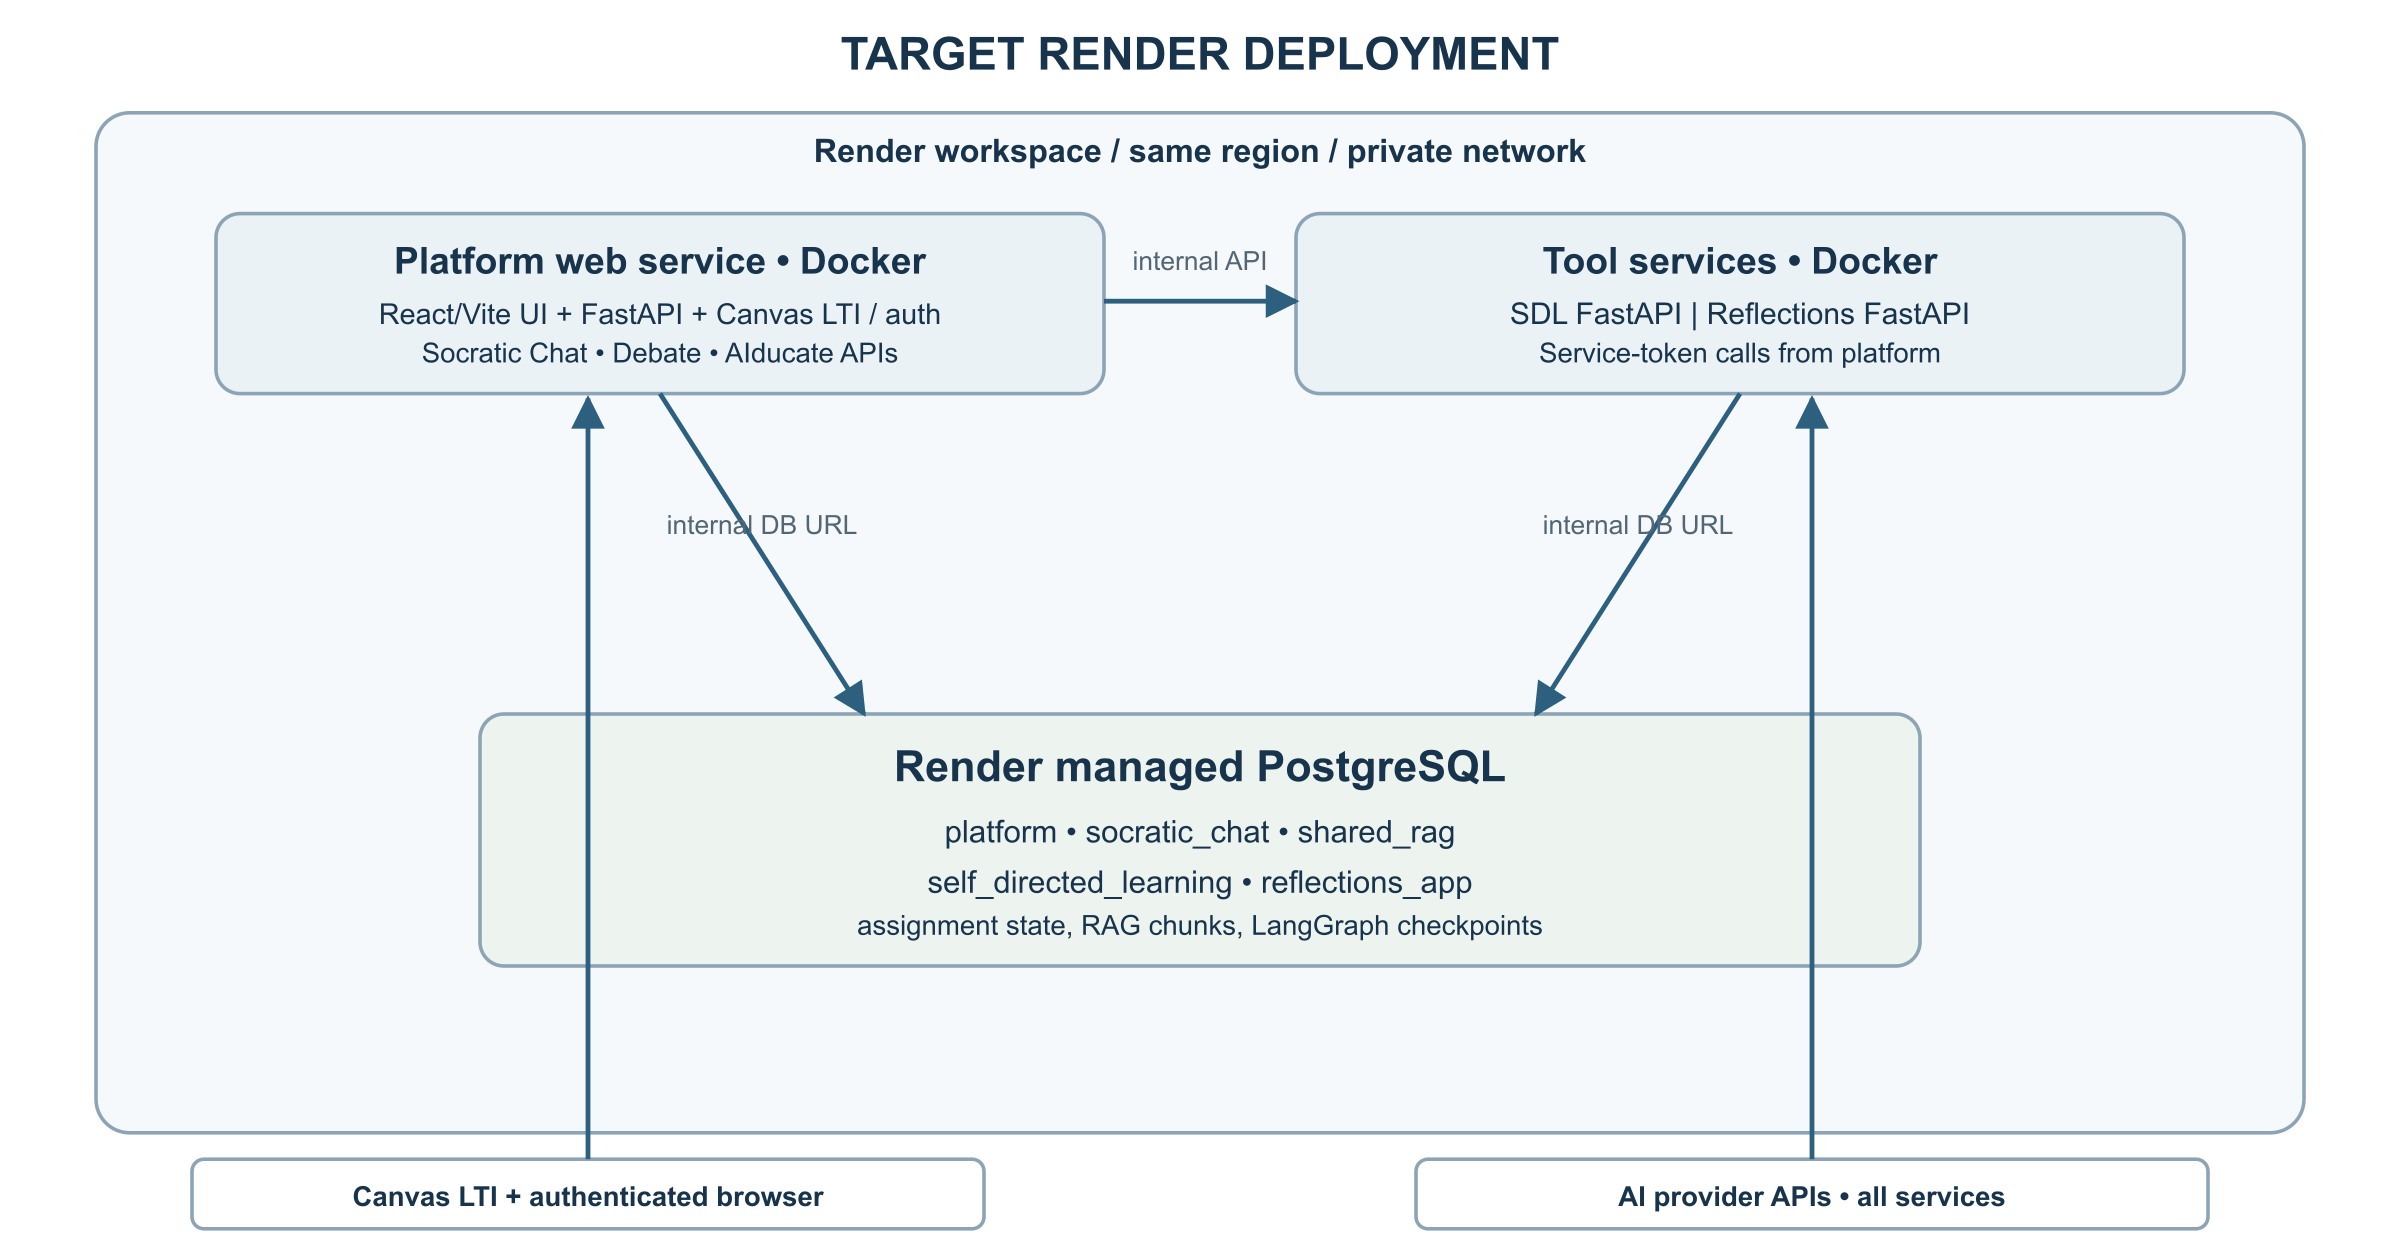 TARGET RENDER DEPLOYMENT
Render workspace / same region / private network
Platform web service • Docker
React/Vite UI + FastAPI + Canvas LTI / auth
Socratic Chat • Debate • AIducate APIs
internal API
Tool services • Docker
SDL FastAPI | Reflections FastAPI
Service-token calls from platform
internal DB URL
internal DB URL
Render managed PostgreSQL
platform • socratic_chat • shared_rag
self_directed_learning • reflections_app
assignment state, RAG chunks, LangGraph checkpoints
Canvas LTI + authenticated browser
AI provider APIs • all services